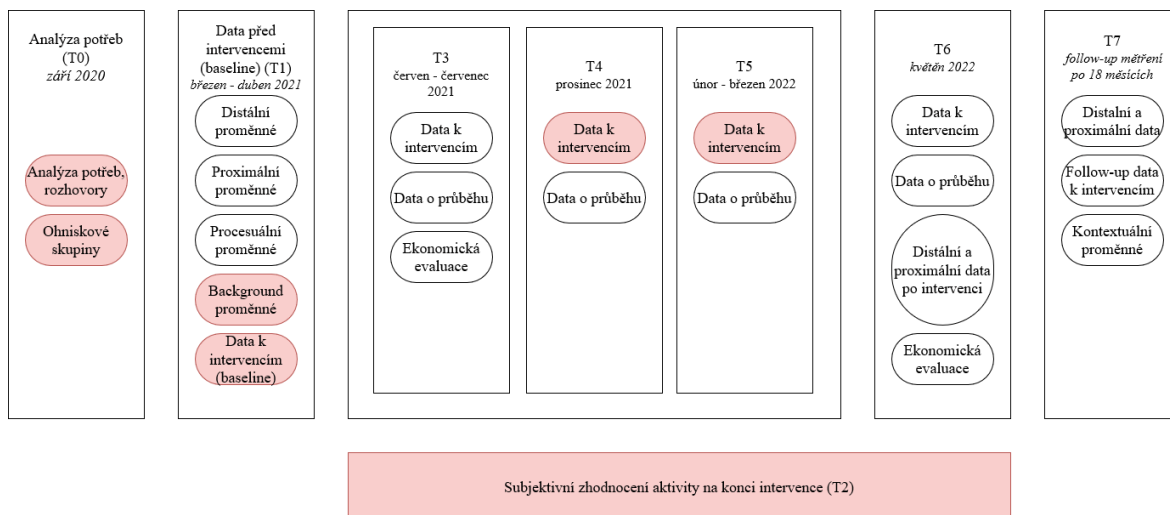 Analýza potřeb
(T0)
září 2020
Analýza potřeb,
rozhovory
Ohniskové
skupiny
Data před
intervencemi
(baseline) (T1)
březen - duben 2021
Distální
proměnné
Proximální
proměnné
Procesuální
proměnné
Background
proměnné
Data k
intervencím
(baseline)
T3
červen - červenec
2021
Data k
intervencím
Data o průběhu
Ekonomická
evaluace
T4
prosinec 2021
Data k
intervencím
Data o průběhu
T5
únor - březen 2022
Data k
intervencím
Data o průběhu
T6
květěn 2022
Data k
intervencím
Data o průběhu
Distální a
proximální data
po intervenci
Ekonomická
evaluace
T7
follow-up mětření
po 18 měsících
Distalní a
proximální data
Follow-up data
k intervencím
Kontextuální
proměnné
Subjektivní zhodnocení aktivity na konci intervence (T2)